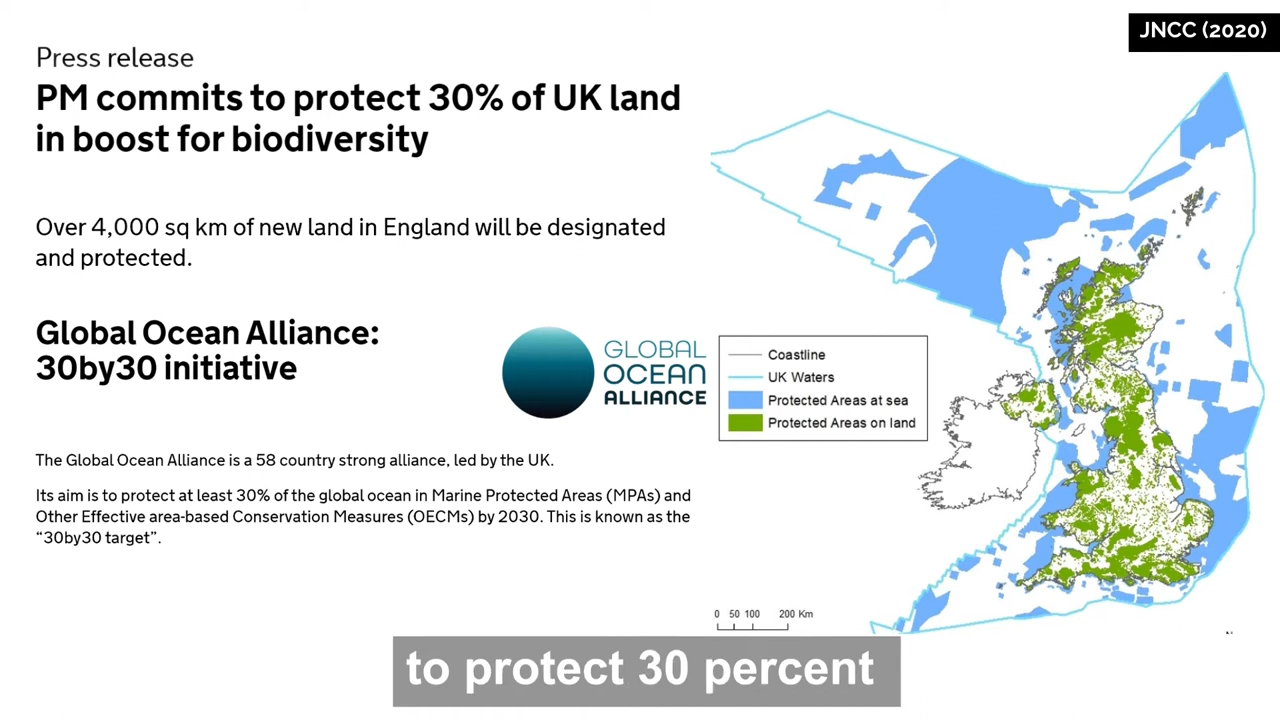 JNCC (2020)
Press release
PM commits to protect 30% of UK land
in boost for biodiversity
Over 4,000 sq km of new land in England will be designated
and protected.
Global Ocean Alliance:
30by30 initiative
GLOBAL
OCEAN
ALLIANCE
The Global Ocean Alliance is a 58 country strong alliance, led by the UK.
Its aim is to protect at least 30% of the global ocean in Marine Protected Areas (MPAs) and
Other Effective area-based Conservation Measures (OECMs) by 2030. This is known as the
“30by30 target”.
Coastline
UK Waters
Protected Areas at sea
Protected Areas on land
0 50 100 200 Km
to protect 30 percent